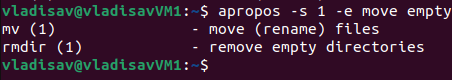 vladisav@vladisavVM1:~$ apropos -s 1 -e move empty
mv (1)               - move (rename) files
rmdir (1)            - remove empty directories
vladisav@vladisavVM1:~$